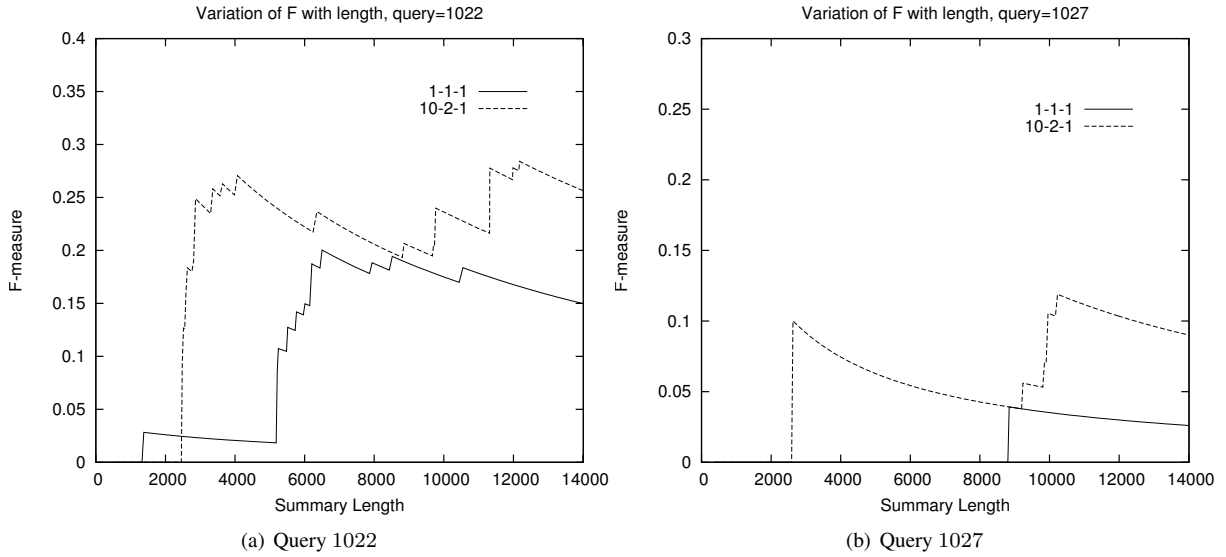 Variation of F with length, query=1022
0.4
0.35
0.3
0.25
0.2
0.15
0.1
0.05
0
F-measure
1-1-1
10-2-1
0 2000 4000 6000 8000 10000 12000 14000
Summary Length
(a) Query 1022
Variation of F with length, query=1027
0.3
0.25
0.2
0.15
0.1
0.05
0
F-measure
1-1-1
10-2-1
0 2000 4000 6000 8000 10000 12000 14000
Summary Length
(b) Query 1027